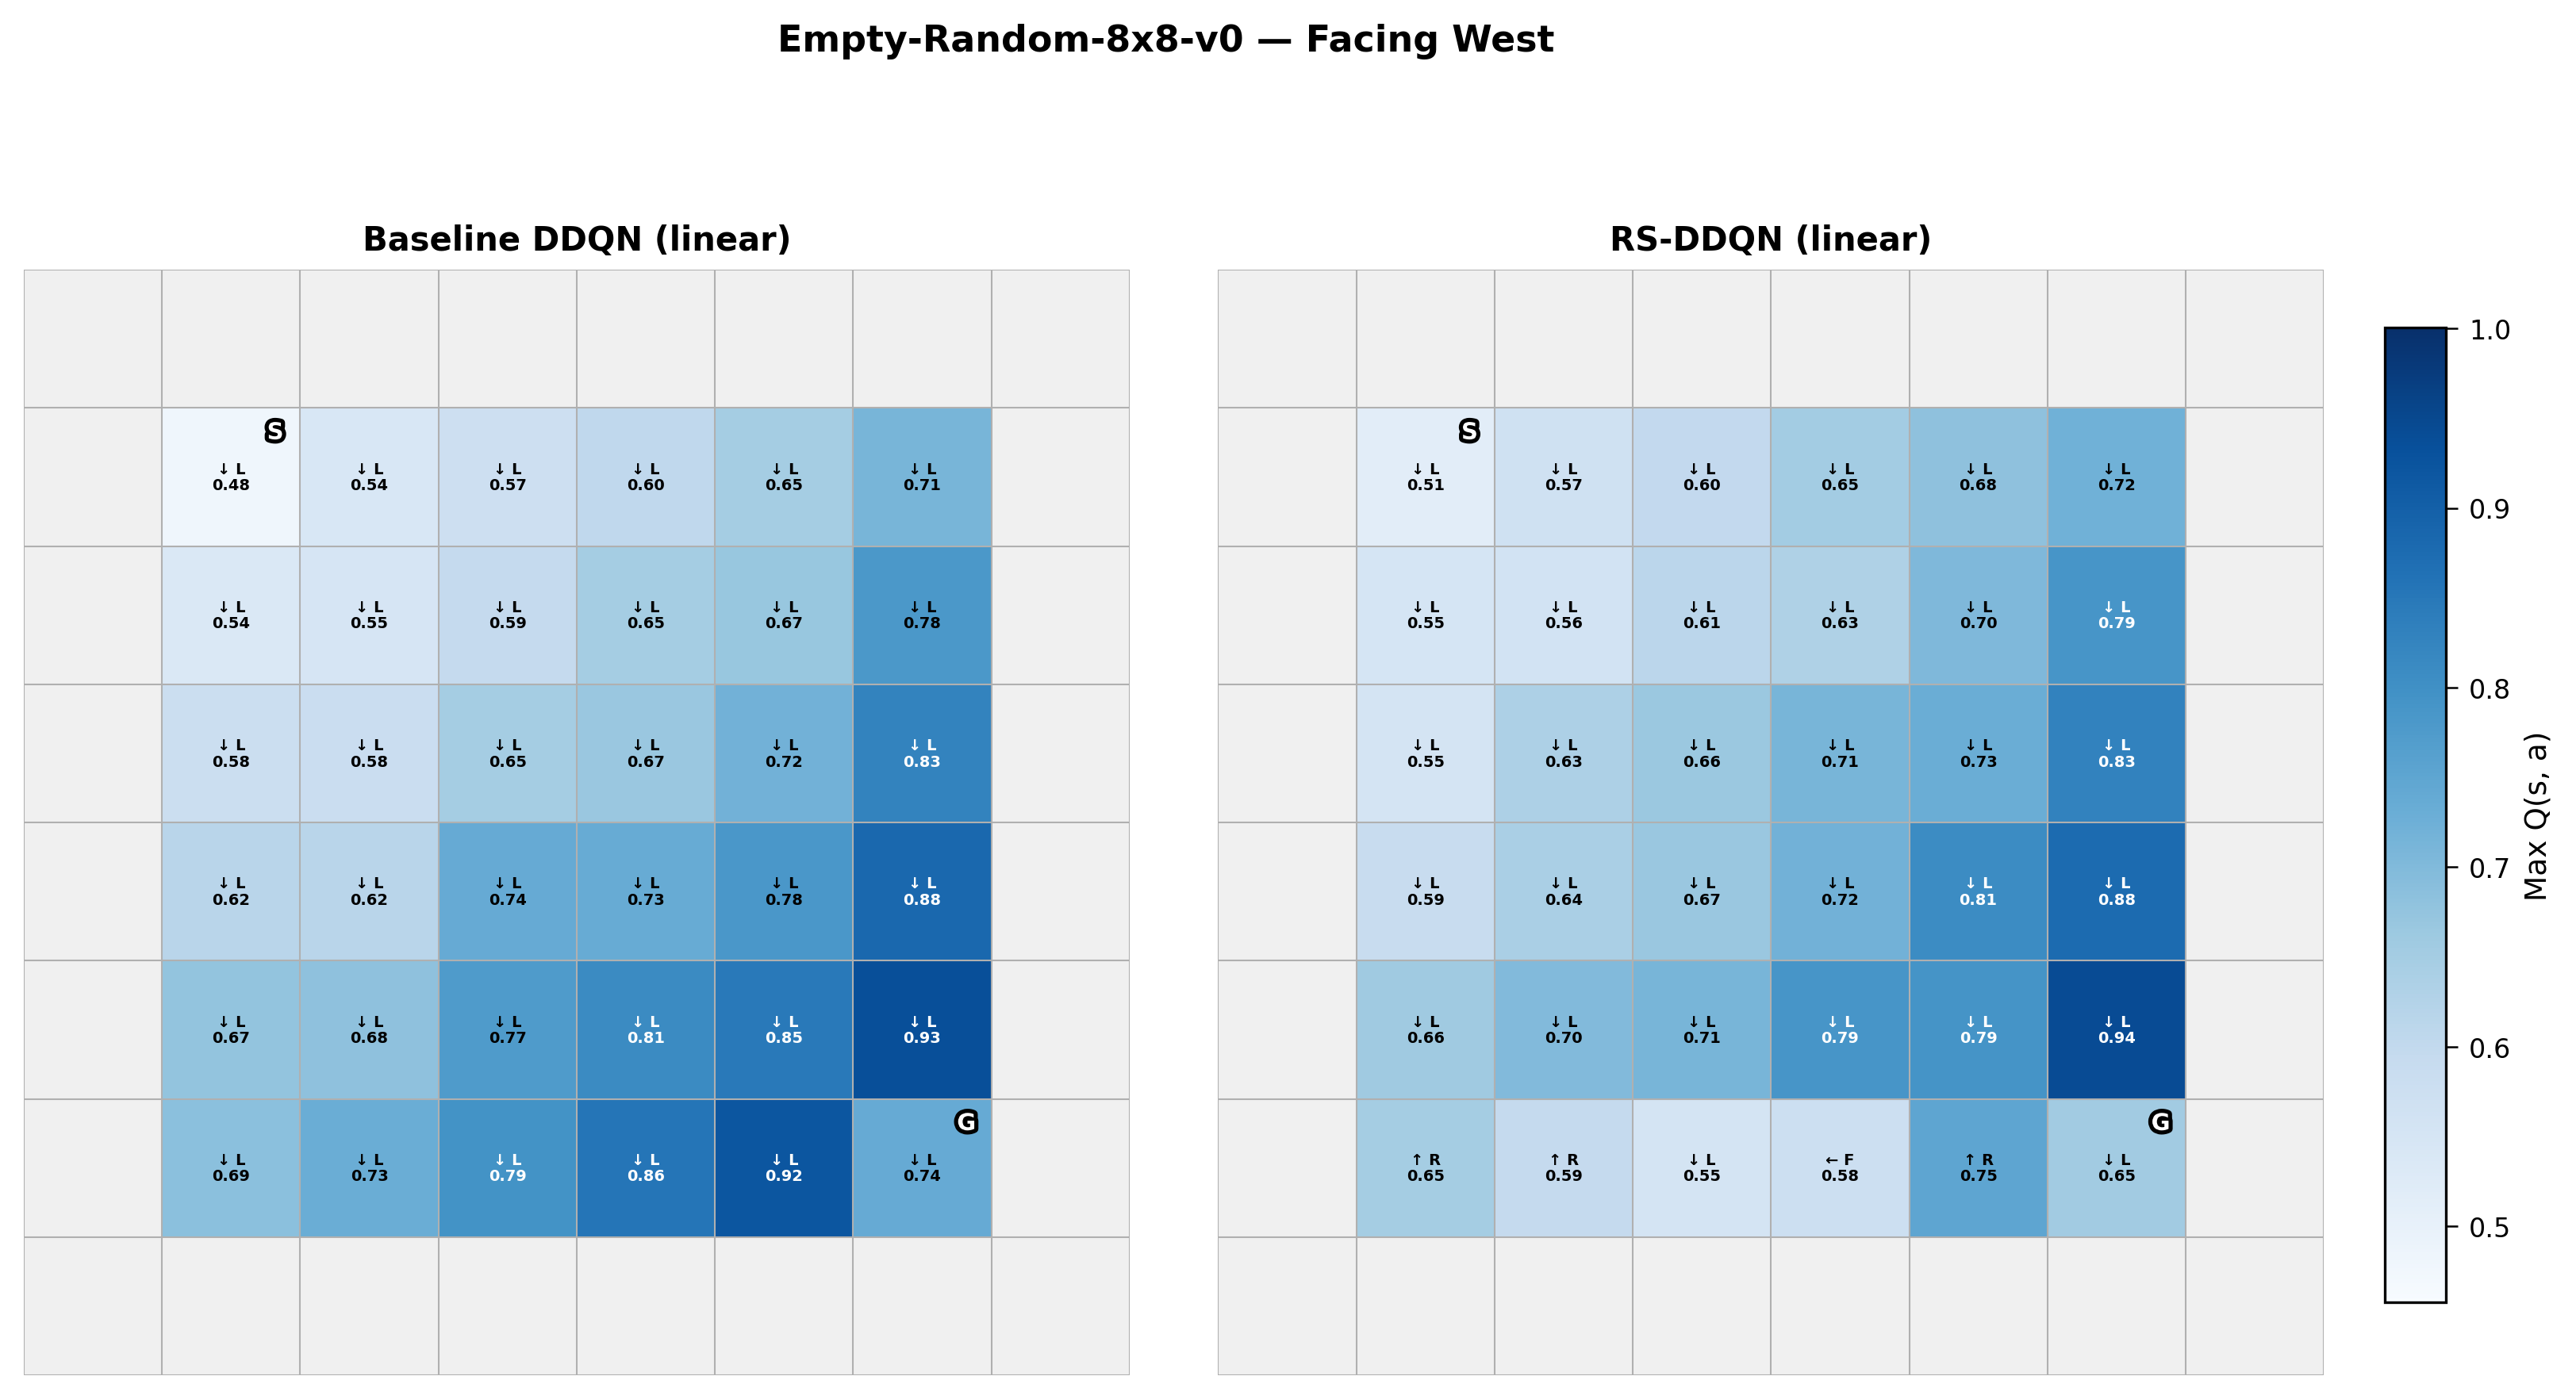 Empty-Random-8x8-v0 — Facing West
Baseline DDQN (linear)
S
↓ L ↓ L ↓ L ↓ L ↓ L ↓ L
0.48 0.54 0.57 0.60 0.65 0.71
↓ L ↓ L ↓ L ↓ L ↓ L ↓ L
0.54 0.55 0.59 0.65 0.67 0.78
↓ L ↓ L ↓ L ↓ L ↓ L ↓ L
0.58 0.58 0.65 0.67 0.72 0.83
↓ L ↓ L ↓ L ↓ L ↓ L ↓ L
0.62 0.62 0.74 0.73 0.78 0.88
↓ L ↓ L ↓ L ↓ L ↓ L ↓ L
0.67 0.68 0.77 0.81 0.85 0.93
G
↓ L ↓ L ↓ L ↓ L ↓ L ↓ L
0.69 0.73 0.79 0.86 0.92 0.74
RS-DDQN (linear)
S
↓ L ↓ L ↓ L ↓ L ↓ L ↓ L
0.51 0.57 0.60 0.65 0.68 0.72
↓ L ↓ L ↓ L ↓ L ↓ L ↓ L
0.55 0.56 0.61 0.63 0.70 0.79
↓ L ↓ L ↓ L ↓ L ↓ L ↓ L
0.55 0.63 0.66 0.71 0.73 0.83
↓ L ↓ L ↓ L ↓ L ↓ L ↓ L
0.59 0.64 0.67 0.72 0.81 0.88
↓ L ↓ L ↓ L ↓ L ↓ L ↓ L
0.66 0.70 0.71 0.79 0.79 0.94
G
↑ R ↑ R ↓ L ← F ↑ R ↓ L
0.65 0.59 0.55 0.58 0.75 0.65
1.0
0.9
0.8
0.7
0.6
0.5
Max Q(s, a)